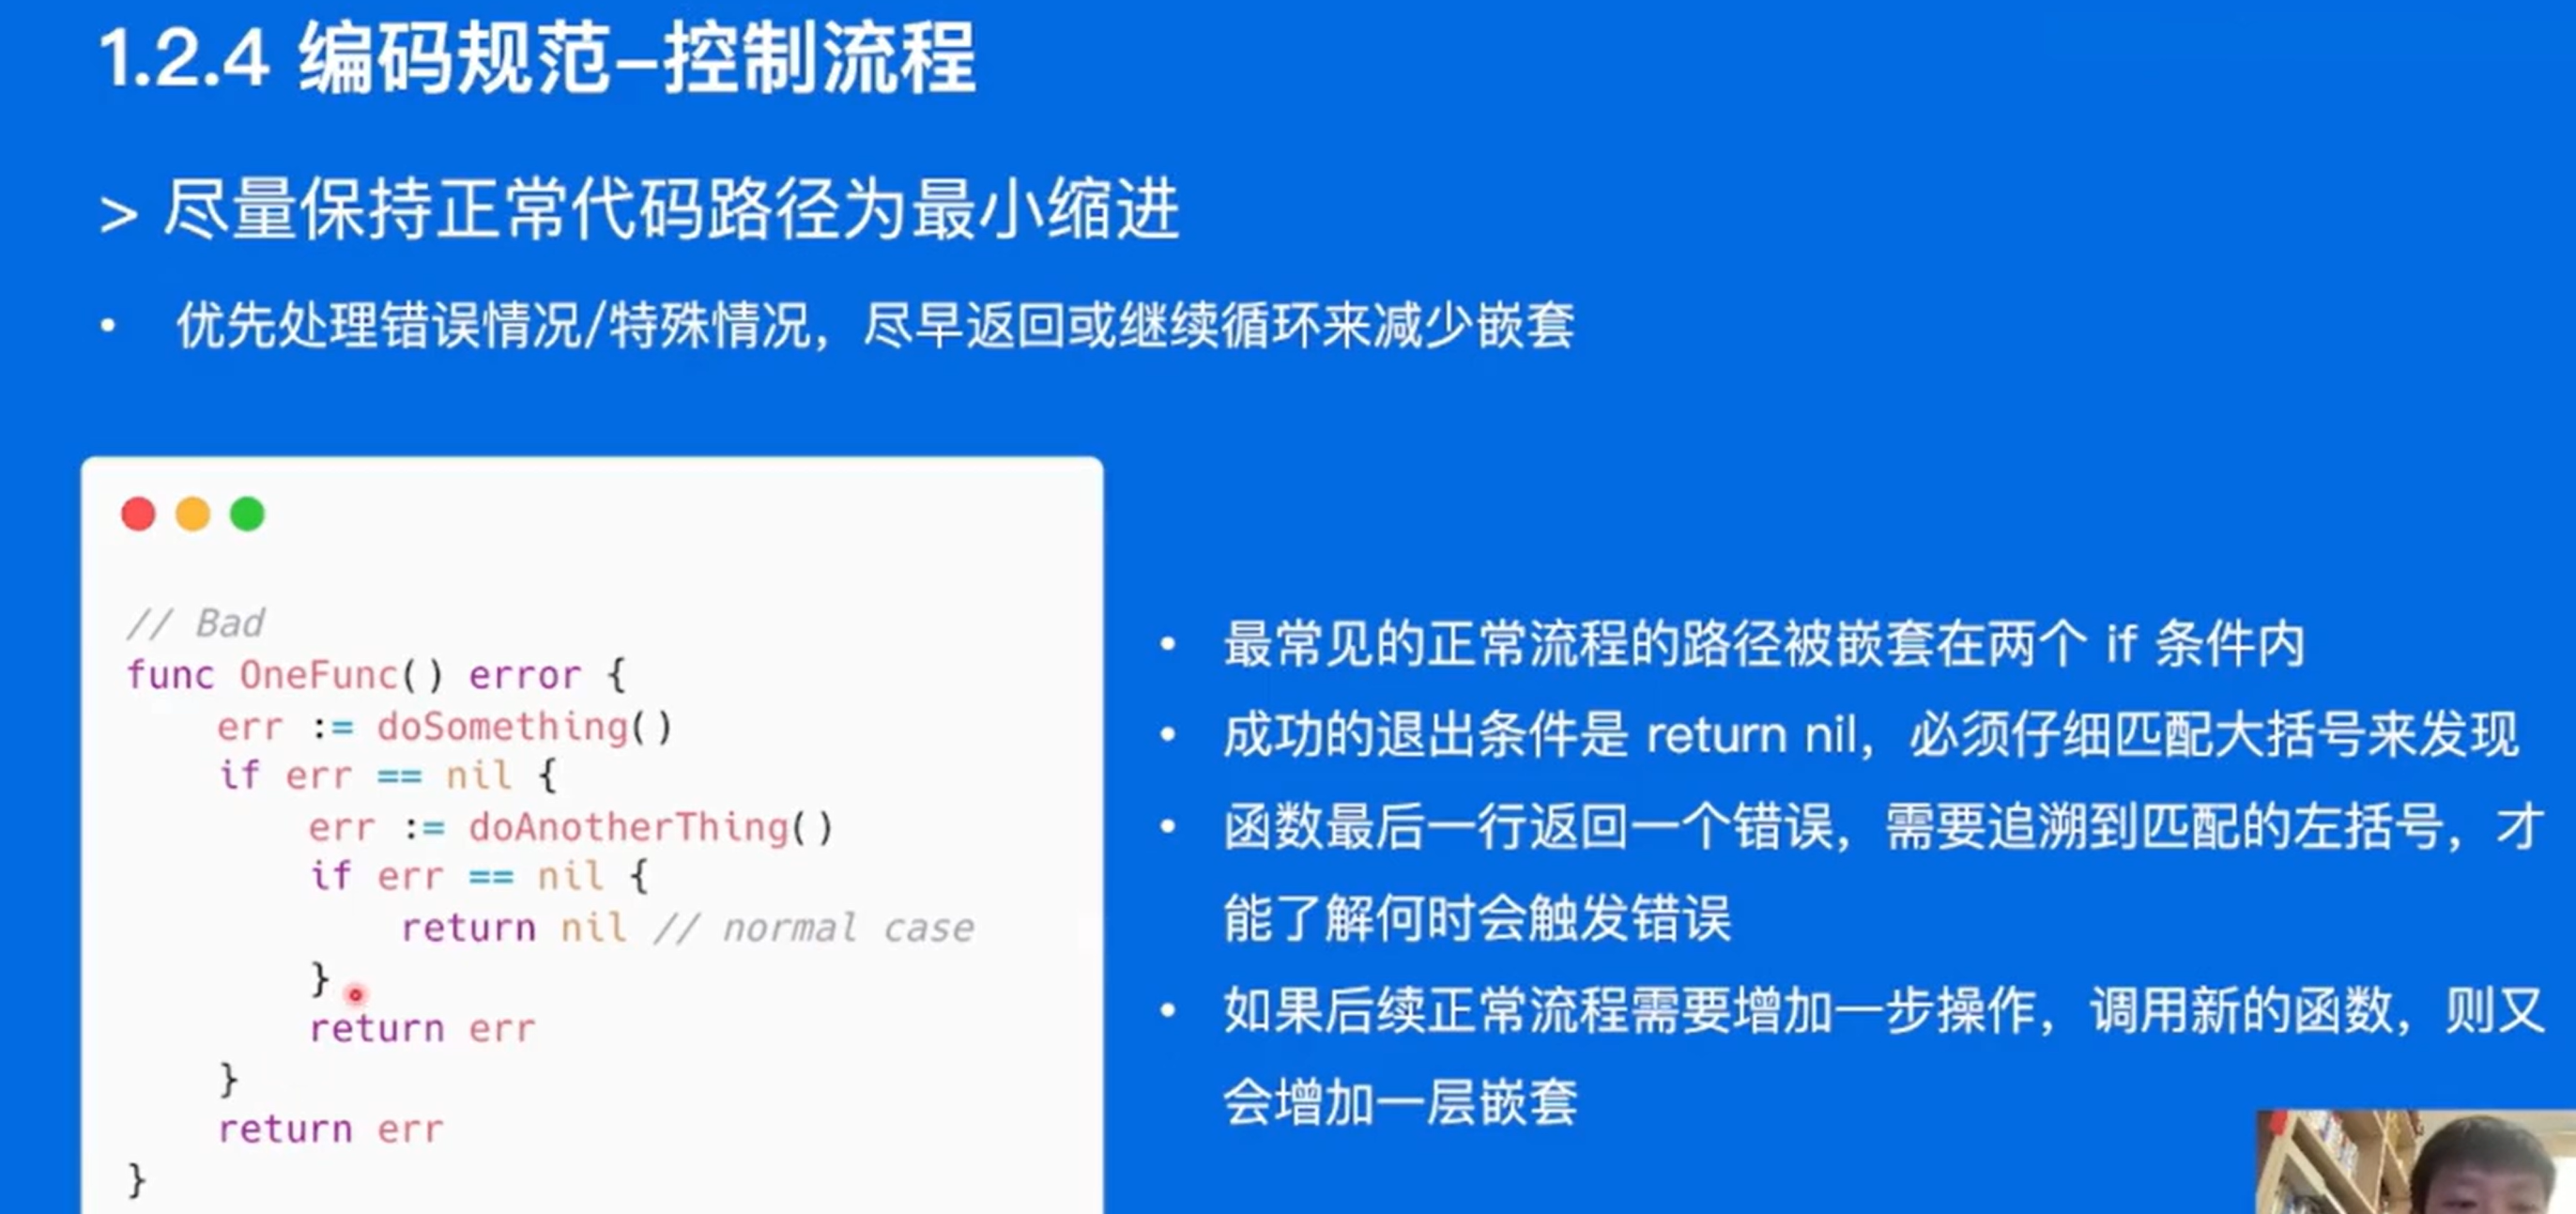 1.2.4 编码规范–控制流程
> 尽量保持正常代码路径为最小缩进
• 优先处理错误情况/特殊情况，尽早返回或继续循环来减少嵌套
// Bad
func OneFunc() error {
    err := doSomething()
    if err == nil {
        err := doAnotherThing()
        if err == nil {
            return nil // normal case
        }
        return err
    }
    return err
}
• 最常见的正常流程的路径被嵌套在两个 if 条件内
• 成功的退出条件是 return nil，必须仔细匹配大括号来发现
• 函数最后一行返回一个错误，需要追溯到匹配的左括号，才
能了解何时会触发错误
• 如果后续正常流程需要增加一步操作，调用新的函数，则又
会增加一层嵌套